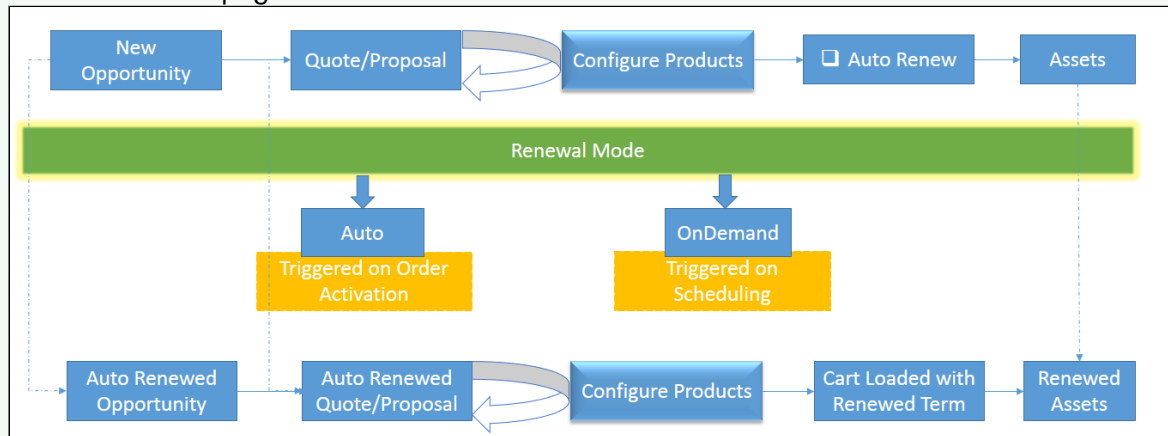 New
Opportunity
Quote/Proposal
Configure Products
❑ Auto Renew
Assets
Renewal Mode
Auto
OnDemand
Triggered on Order
Activation
Triggered on
Scheduling
Auto Renewed
Opportunity
Auto Renewed
Quote/Proposal
Configure Products
Cart Loaded with
Renewed Term
Renewed
Assets